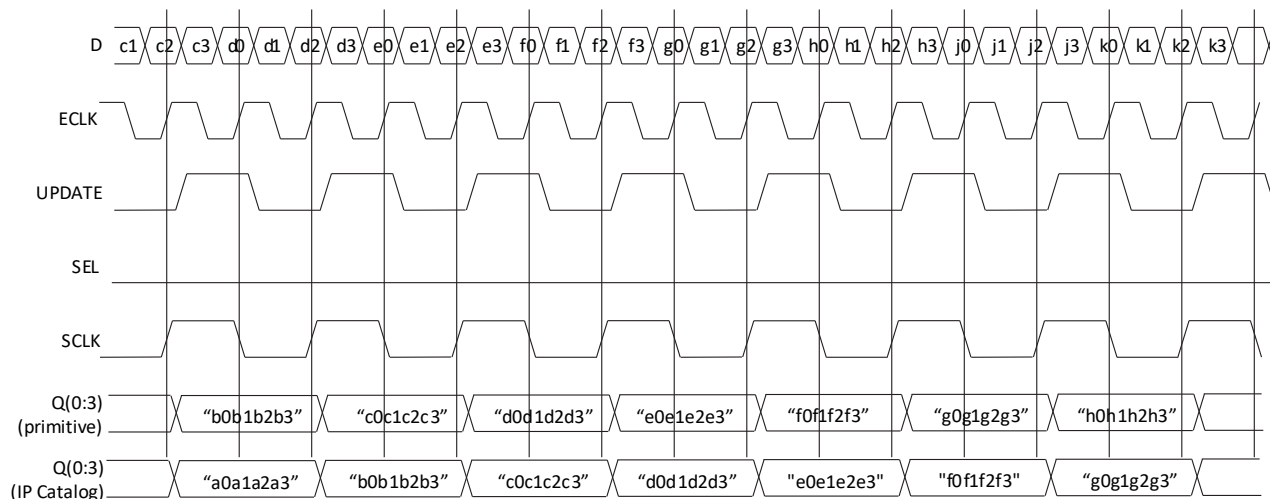 D c1 c2 c3 d0 d1 d2 d3 e0 e1 e2 e3 f0 f1 f2 f3 g0 g1 g2 g3 h0 h1 h2 h3 j0 j1 j2 j3 k0 k1 k2 k3
ECLK
UPDATE
SEL
SCLK
Q(0:3)
(primitive) “b0b1b2b3” “c0c1c2c3” “d0d1d2d3” “e0e1e2e3” “f0f1f2f3” “g0g1g2g3” “h0h1h2h3”
Q(0:3)
(IP Catalog) “a0a1a2a3” “b0b1b2b3” “c0c1c2c3” “d0d1d2d3” "e0e1e2e3" "f0f1f2f3" “g0g1g2g3”